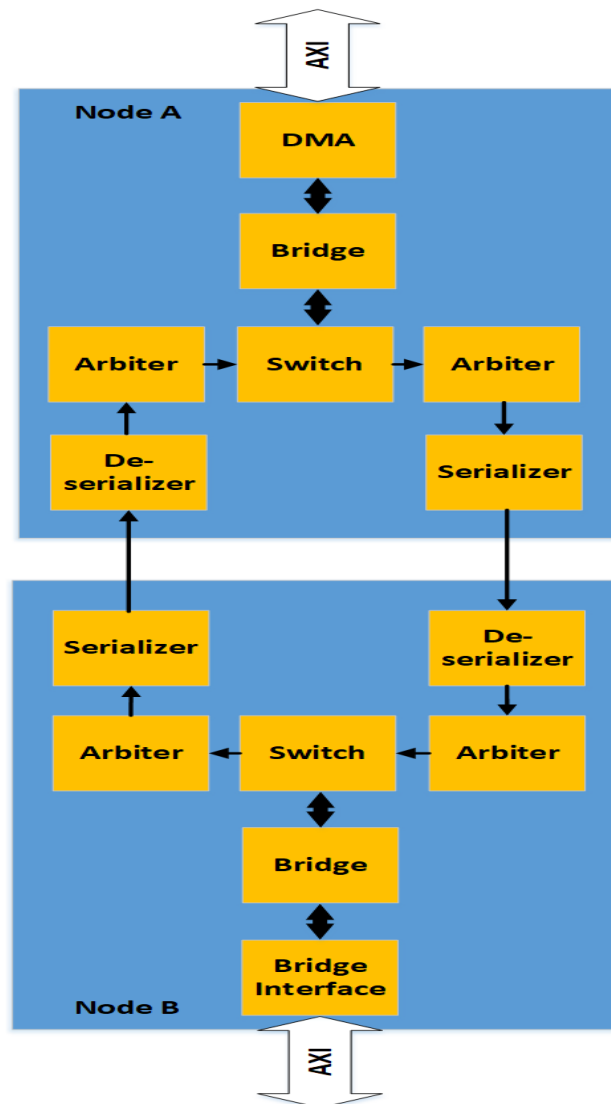 AXI
Node A
DMA
Bridge
Arbiter
Switch
Arbiter
De-
serializer
Serializer
Serializer
De-
serializer
Arbiter
Switch
Arbiter
Bridge
Bridge
Interface
Node B
AXI